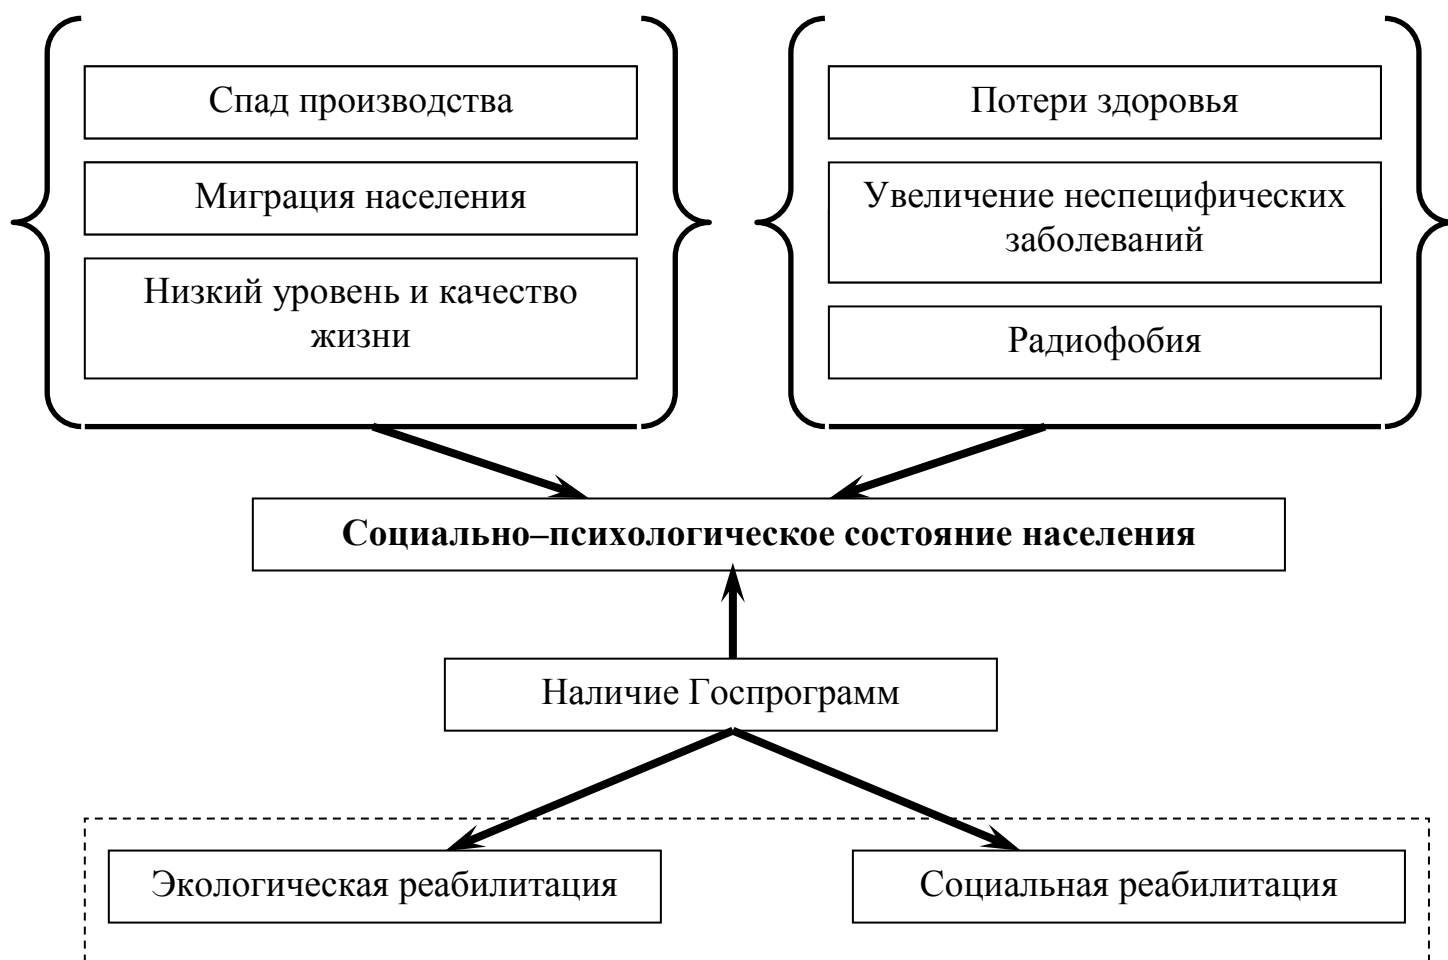 Спад производства
Миграция населения
Низкий уровень и качество
жизни
Потери здоровья
Увеличение неспецифических
заболеваний
Радиофобия
Социально–психологическое состояние населения
Наличие Госпрограмм
Экологическая реабилитация
Социальная реабилитация